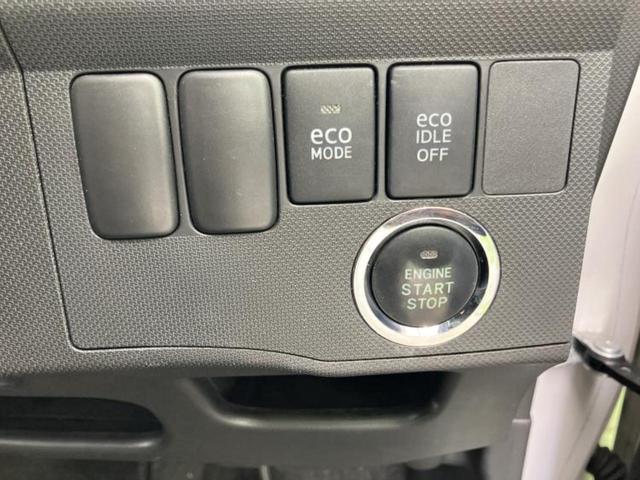 eco
MODE
eco
IDLE
OFF
ENGINE
START
STOP